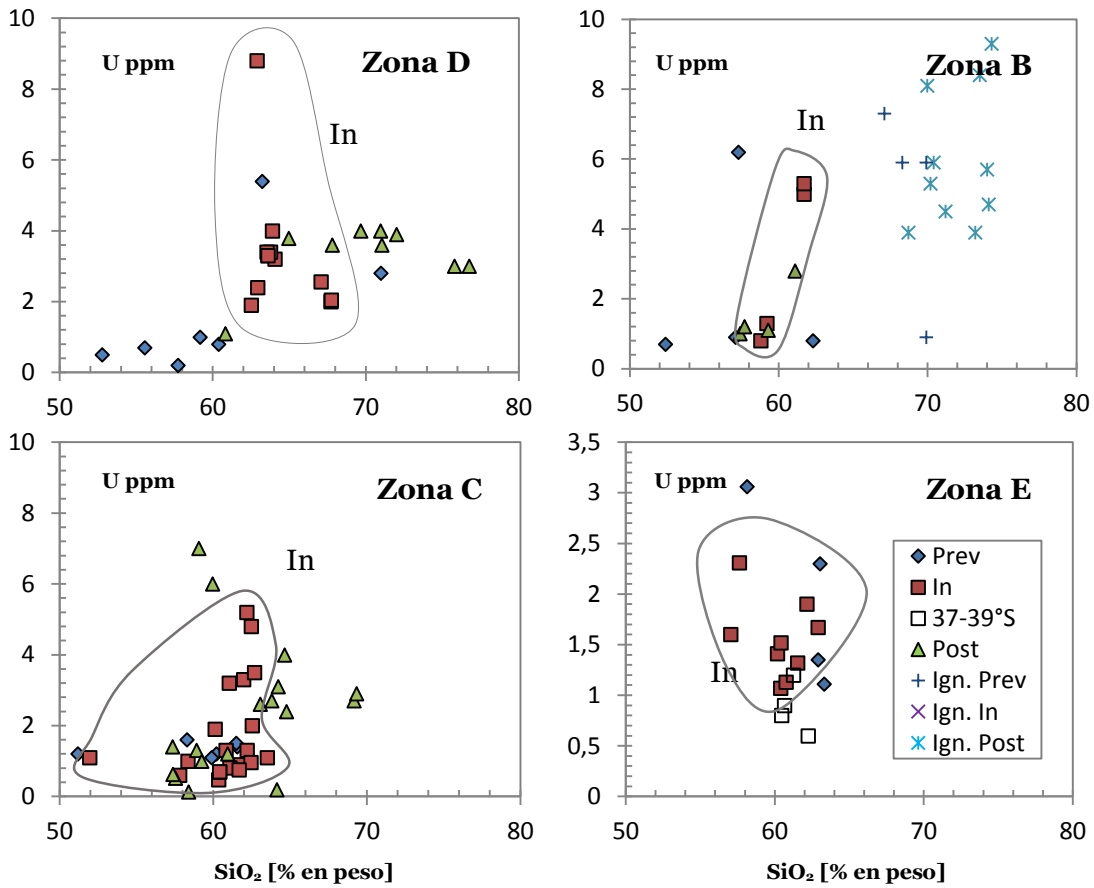 10
8
6
4
2
0
U ppm
Zona D
In
50
60
70
80
10
8
6
4
2
0
U ppm
Zona B
In
50
60
70
80
10
8
6
4
2
0
U ppm
Zona C
In
50
60
70
80
SiO₂ [% en peso]
3,5
3
2,5
2
1,5
1
0,5
0
U ppm
Zona E
In
Prev
In
37-39°S
Post
Ign. Prev
Ign. In
Ign. Post
50
60
70
80
SiO₂ [% en peso]